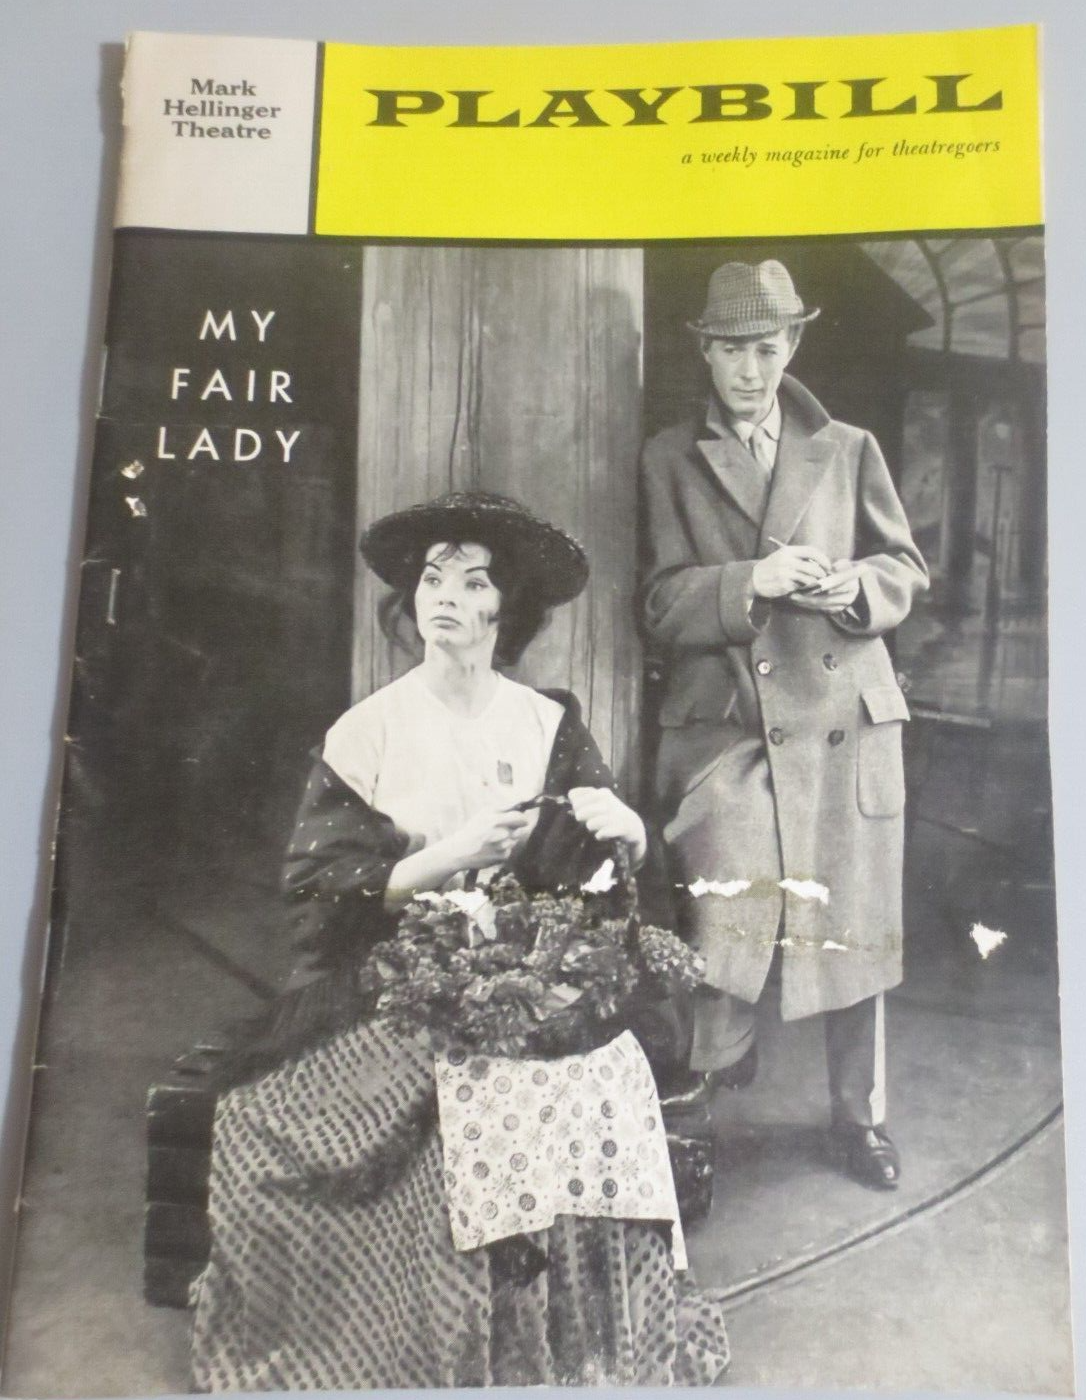 Mark
Hellinger
Theatre
PLAYBILL
a weekly magazine for theatregoers
MY
FAIR
LADY